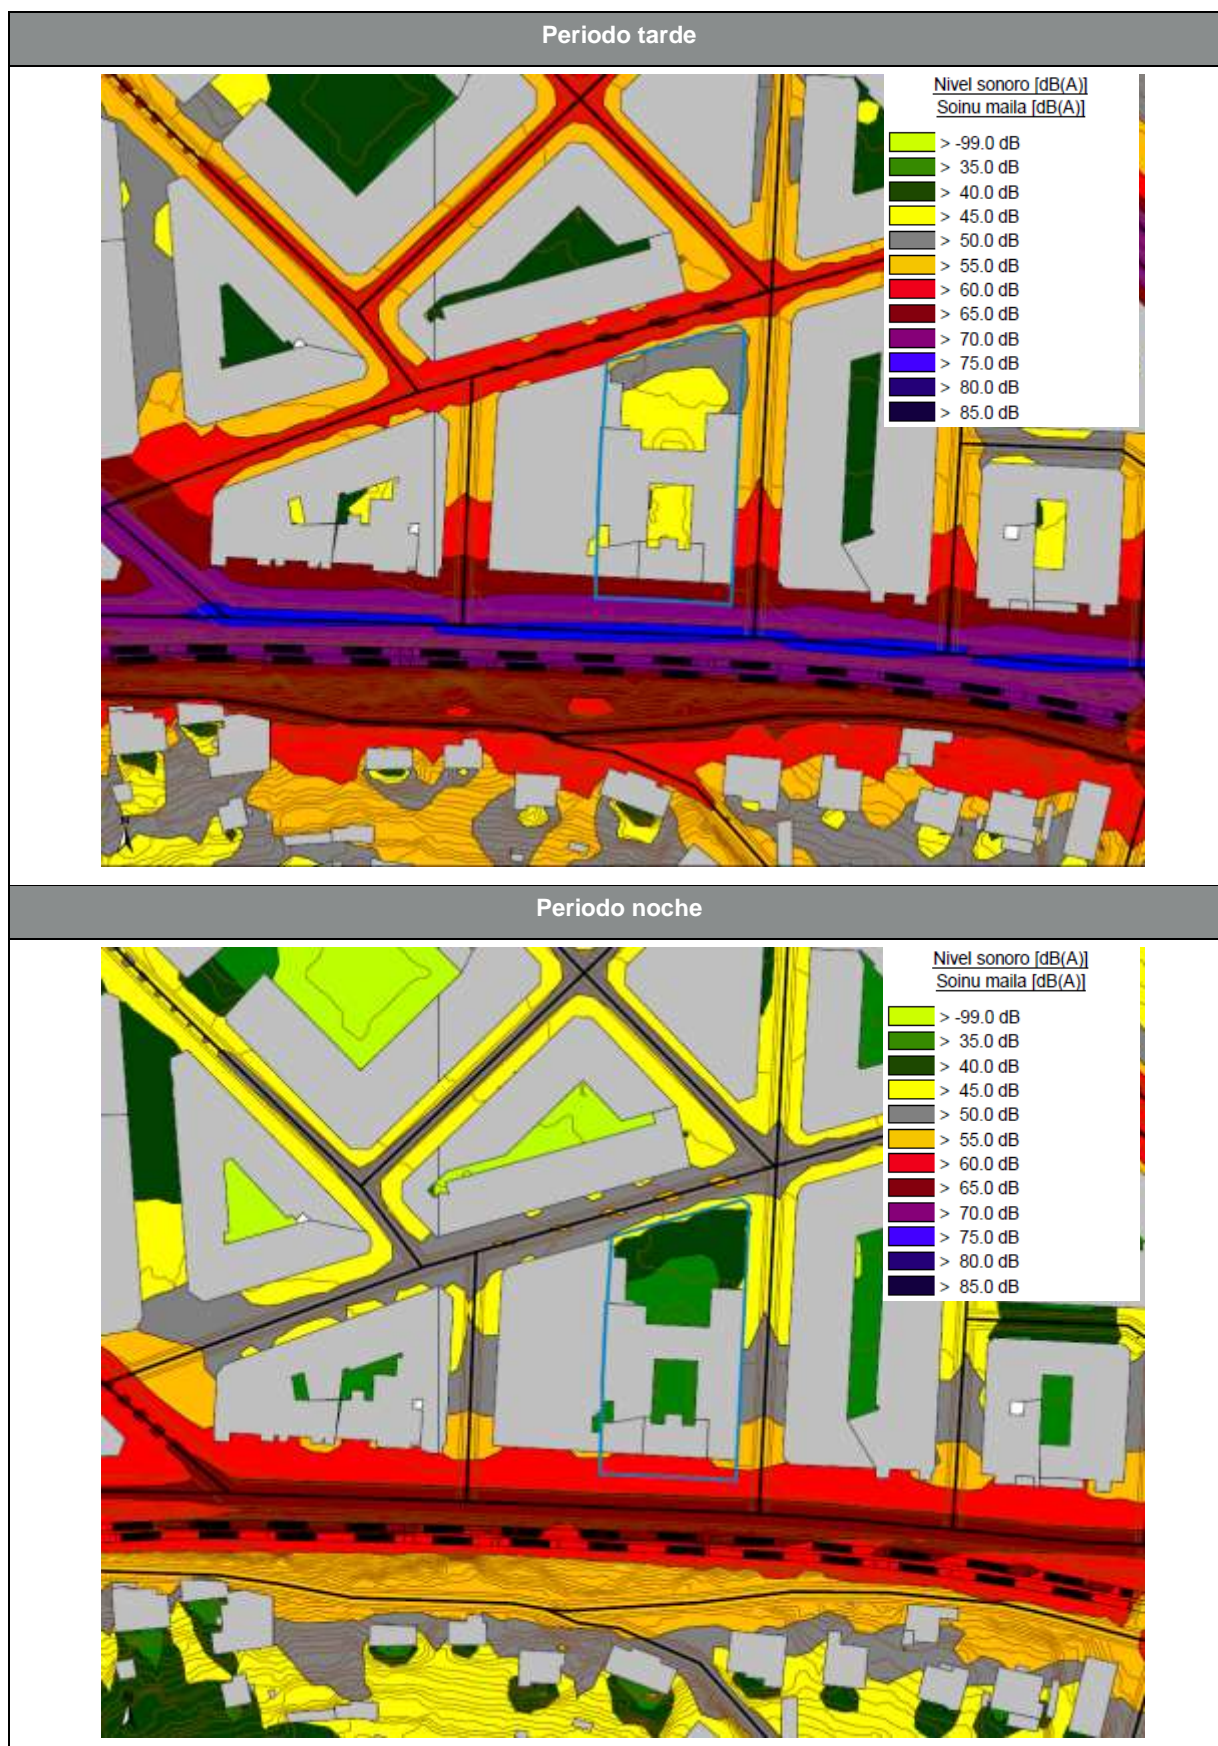 Periodo tarde
Nivel sonoro [dB(A)]
Soinu maila [dB(A)]
> -99.0 dB
> 35.0 dB
> 40.0 dB
> 45.0 dB
> 50.0 dB
> 55.0 dB
> 60.0 dB
> 65.0 dB
> 70.0 dB
> 75.0 dB
> 80.0 dB
> 85.0 dB
Periodo noche
Nivel sonoro [dB(A)]
Soinu maila [dB(A)]
> -99.0 dB
> 35.0 dB
> 40.0 dB
> 45.0 dB
> 50.0 dB
> 55.0 dB
> 60.0 dB
> 65.0 dB
> 70.0 dB
> 75.0 dB
> 80.0 dB
> 85.0 dB